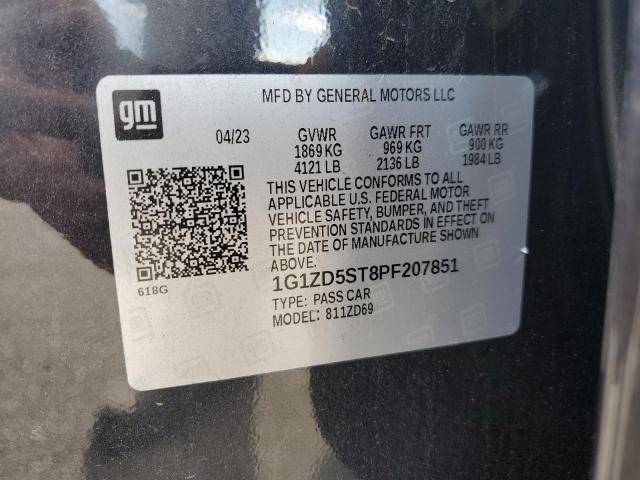 gm
MFD BY GENERAL MOTORS LLC
04/23 GVWR GAWR FRT GAWR RR
1869 KG 969 KG 900 KG
4121 LB 2136 LB 1984 LB
THIS VEHICLE CONFORMS TO ALL
APPLICABLE U.S. FEDERAL MOTOR
VEHICLE SAFETY, BUMPER, AND THEFT
PREVENTION STANDARDS IN EFFECT ON
THE DATE OF MANUFACTURE SHOWN
ABOVE.
618G
1G1ZD5ST8PF207851
TYPE: PASS CAR
MODEL: 811ZD69